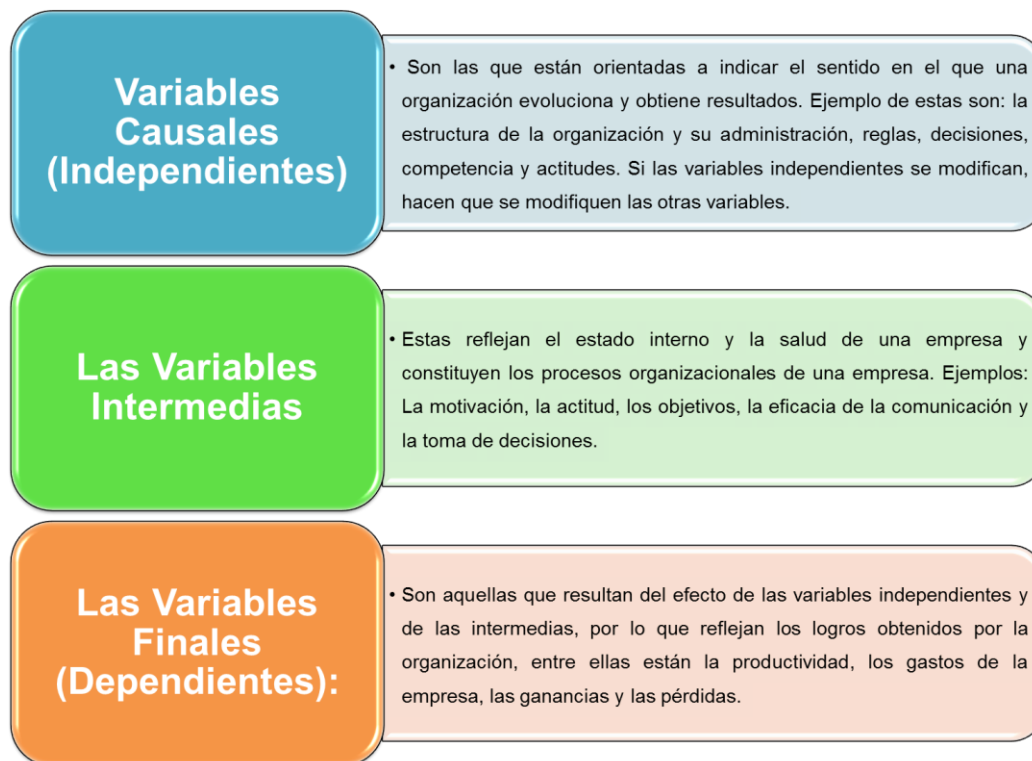 Variables
Causales
(Independientes)
• Son las que están orientadas a indicar el sentido en el que una
organización evoluciona y obtiene resultados. Ejemplo de estas son: la
estructura de la organización y su administración, reglas, decisiones,
competencia y actitudes. Si las variables independientes se modifican,
hacen que se modifiquen las otras variables.
Las Variables
Intermedias
• Estas reflejan el estado interno y la salud de una empresa y
constituyen los procesos organizacionales de una empresa. Ejemplos:
La motivación, la actitud, los objetivos, la eficacia de la comunicación y
la toma de decisiones.
Las Variables
Finales
(Dependientes):
• Son aquellas que resultan del efecto de las variables independientes y
de las intermedias, por lo que reflejan los logros obtenidos por la
organización, entre ellas están la productividad, los gastos de la
empresa, las ganancias y las pérdidas.